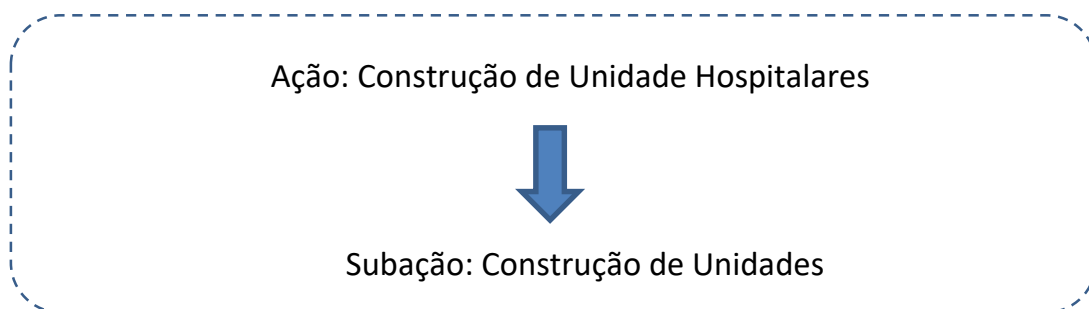 Ação: Construção de Unidade Hospitalares
Subação: Construção de Unidades